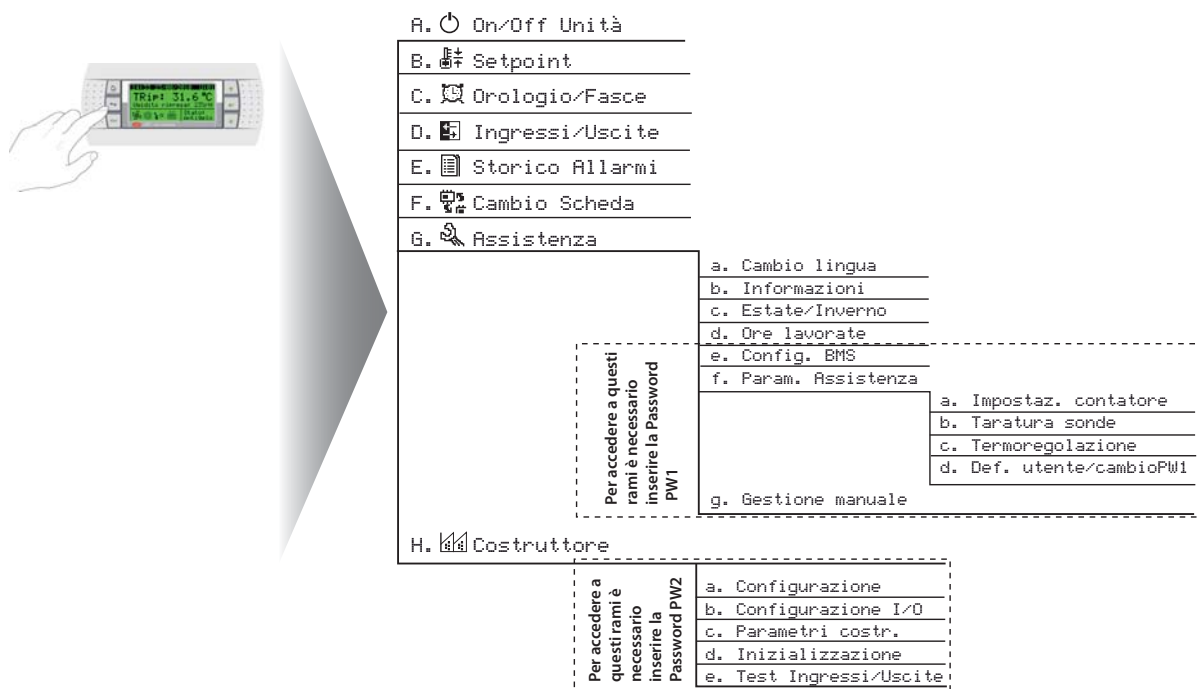 TRip: 31.6 °C
A. On/Off Unità
B. Setpoint
C. Orologio/Fasce
D. Ingressi/Uscite
E. Storico Allarmi
F. Cambio Scheda
G. Assistenza
a. Cambio lingua
b. Informazioni
c. Estate/Inverno
d. Ore lavorate
Per accedere a questi
rami è necessario
inserire la Password
PW1
e. Config. BMS
f. Param. Assistenza
a. Impostaz. contatore
b. Taratura sonde
c. Termoregolazione
d. Def. utente/cambioPW1
g. Gestione manuale
H. Costruttore
Per accedere a
questi rami è
necessario
inserire la
Password PW2
a. Configurazione
b. Configurazione I/O
c. Parametri costr.
d. Inizializzazione
e. Test Ingressi/Uscite